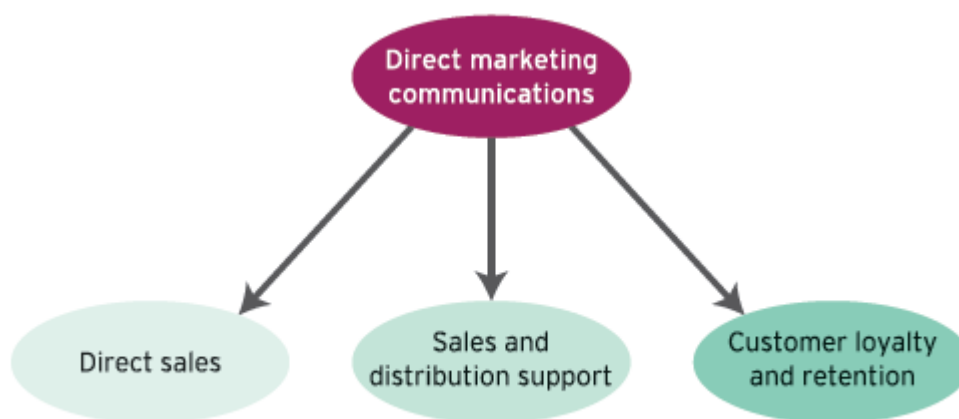 Direct marketing
communications
Direct sales
Sales and
distribution support
Customer loyalty
and retention